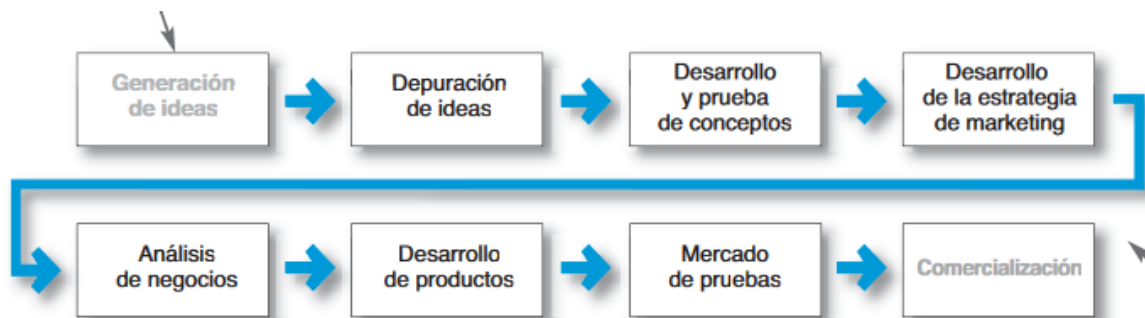 Generación
de ideas
Depuración
de ideas
Desarrollo
y prueba
de conceptos
Desarrollo
de la estrategia
de marketing
Análisis
de negocios
Desarrollo
de productos
Mercado
de pruebas
Comercialización